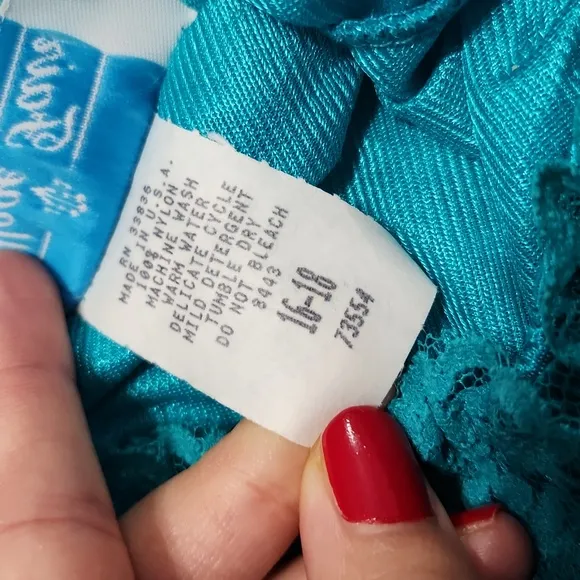 RN 33836
100% NYLON
MADE IN U.S.A.
MACHINE WASH
WARM WATER
DELICATE CYCLE
MILD DETERGENT
TUMBLE DRY
DO NOT BLEACH
8443
16-18
73554